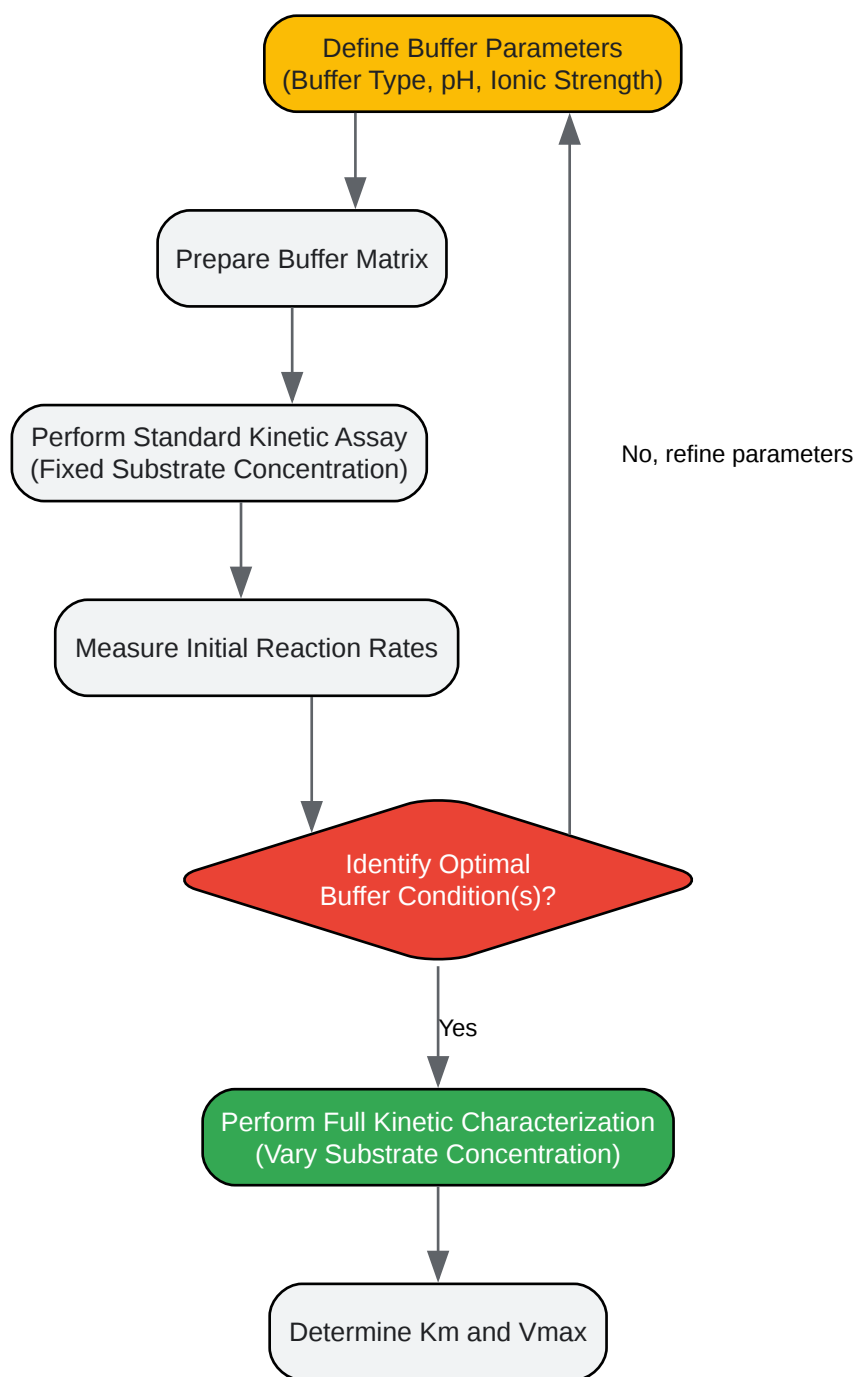 Define Buffer Parameters
(Buffer Type, pH, Ionic Strength)
Prepare Buffer Matrix
Perform Standard Kinetic Assay
(Fixed Substrate Concentration)
No, refine parameters
Measure Initial Reaction Rates
Identify Optimal
Buffer Condition(s)?
Yes
Perform Full Kinetic Characterization
(Vary Substrate Concentration)
Determine Km and Vmax